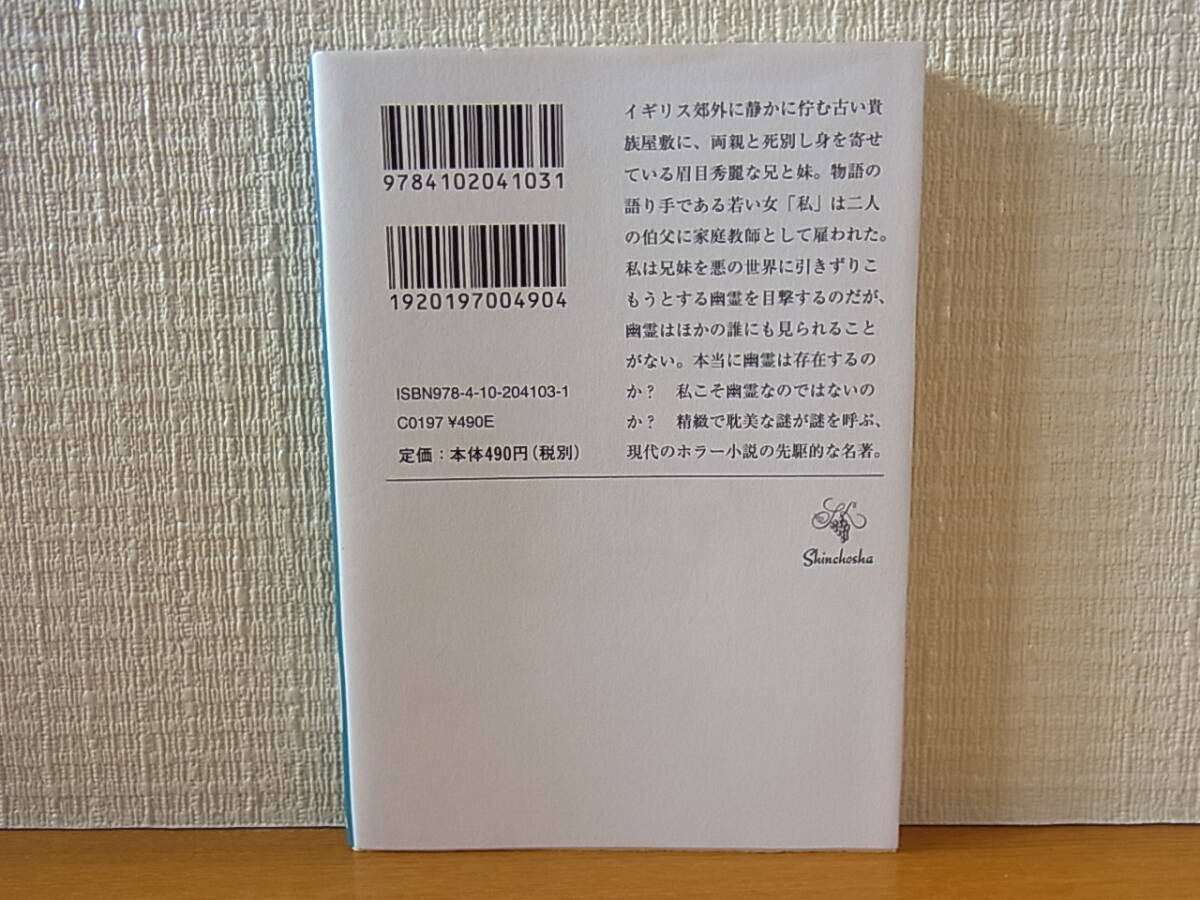 9784102041031
1920197004904
ISBN978-4-10-204103-1
C0197 ¥490E
定価：本体490円（税別）
イギリス郊外に静かに佇む古い貴
族屋敷に、両親と死別し身を寄せ
ている眉目秀麗な兄と妹。物語の
語り手である若い女「私」は二人
の伯父に家庭教師として雇われた。
私は兄妹を悪の世界に引きずりこ
もうとする幽霊を目撃するのだが、
幽霊はほかの誰にも見られること
がない。本当に幽霊は存在するの
か？　私こそ幽霊なのではないの
か？　精緻で耽美な謎が謎を呼ぶ、
現代のホラー小説の先駆的な名著。
Shinchosha